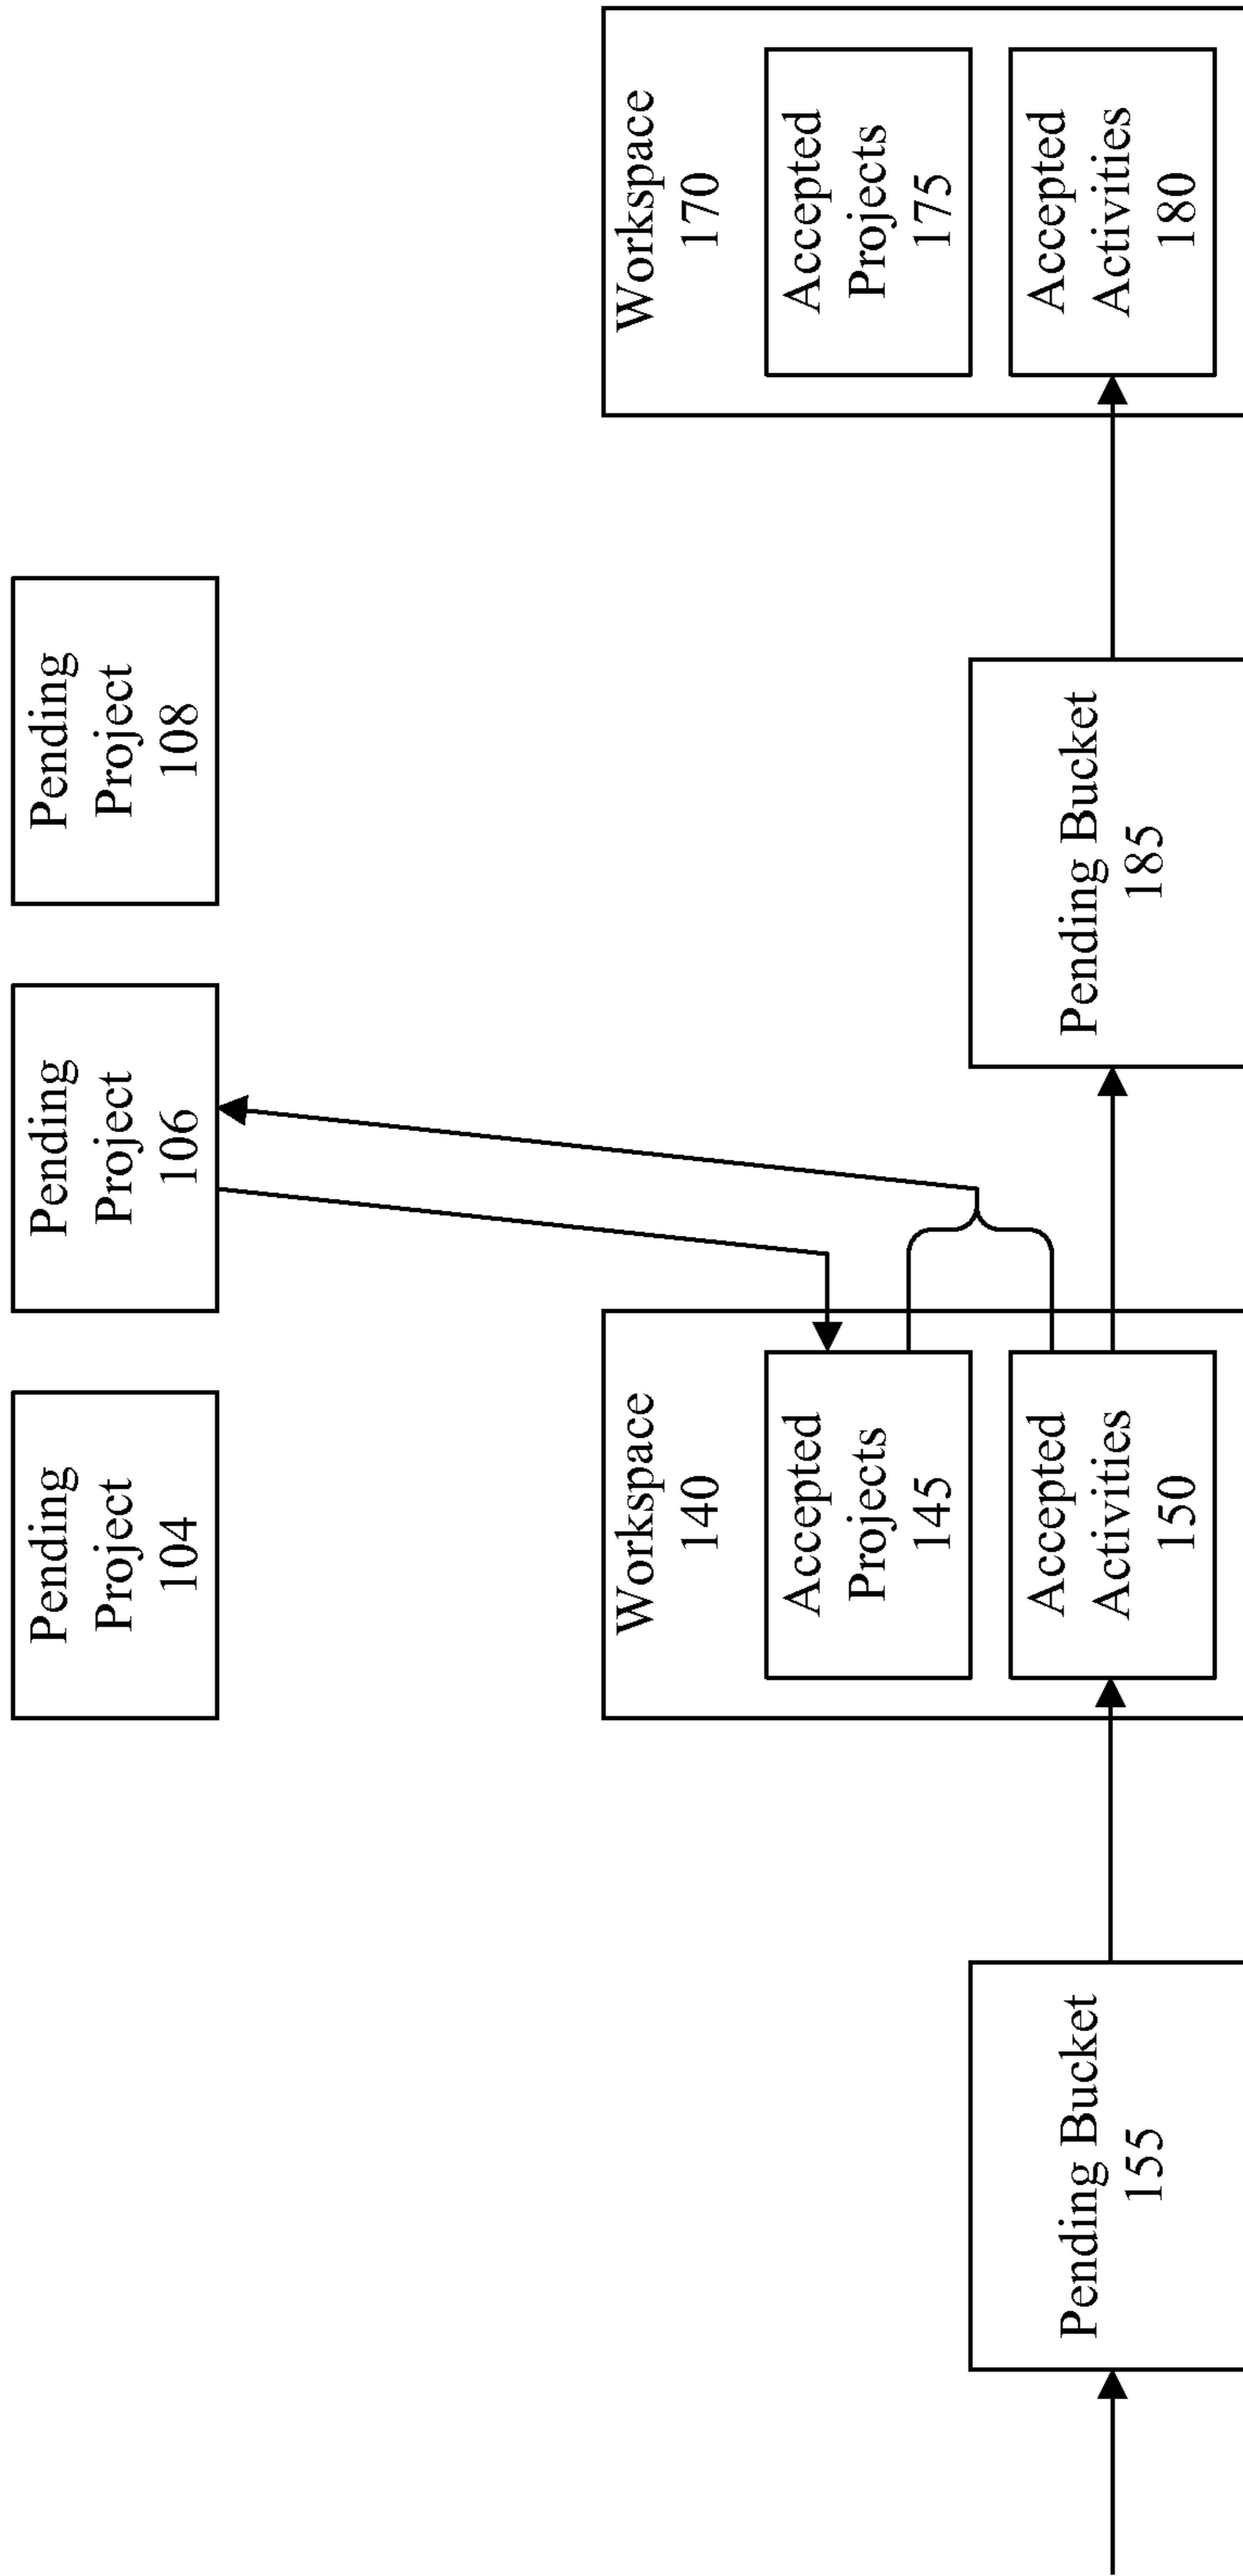 Pending
Project
104
Pending
Project
106
Pending
Project
108
Workspace
140
Accepted
Projects
145
Accepted
Activities
150
Workspace
170
Accepted
Projects
175
Accepted
Activities
180
Pending Bucket
155
Pending Bucket
185